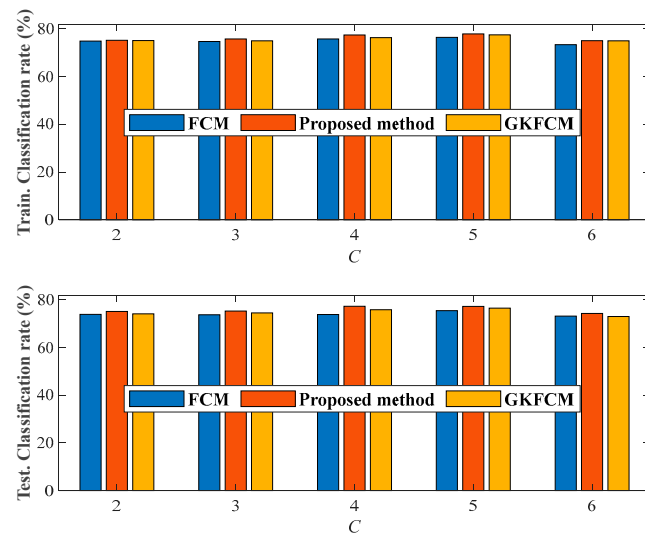 Train. Classification rate (%)
80
60
40
20
0
FCM Proposed method GKFCM
2 3 4 5 6
C
Test. Classification rate (%)
80
60
40
20
0
FCM Proposed method GKFCM
2 3 4 5 6
C